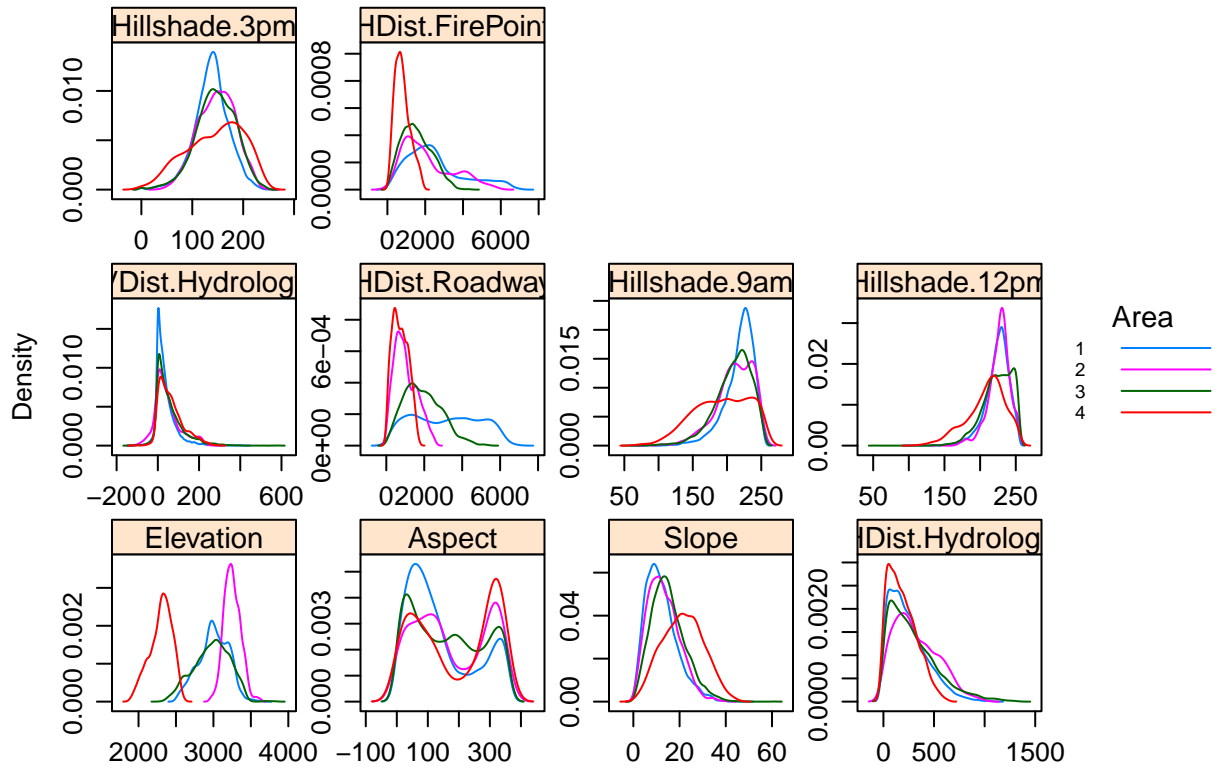 Hillshade.3pm
HDist.FirePoint
0.000 0.010
0.0000 0.0008
0 100 200
0 2000 6000
VDist.Hydrolog
HDist.Roadway
Hillshade.9am
Hillshade.12pm
0.000 0.010
0e+00 6e−04
0.000 0.015
0.00 0.02
−200 0 200 600
0 2000 6000
50 150 250
50 150 250
Elevation
Aspect
Slope
HDist.Hydrolog
0.000 0.002
0.000 0.003
0.00 0.04
0.0000 0.0020
2000 3000 4000
−100 100 300
0 20 40 60
0 500 1500
Density
Area
1
2
3
4